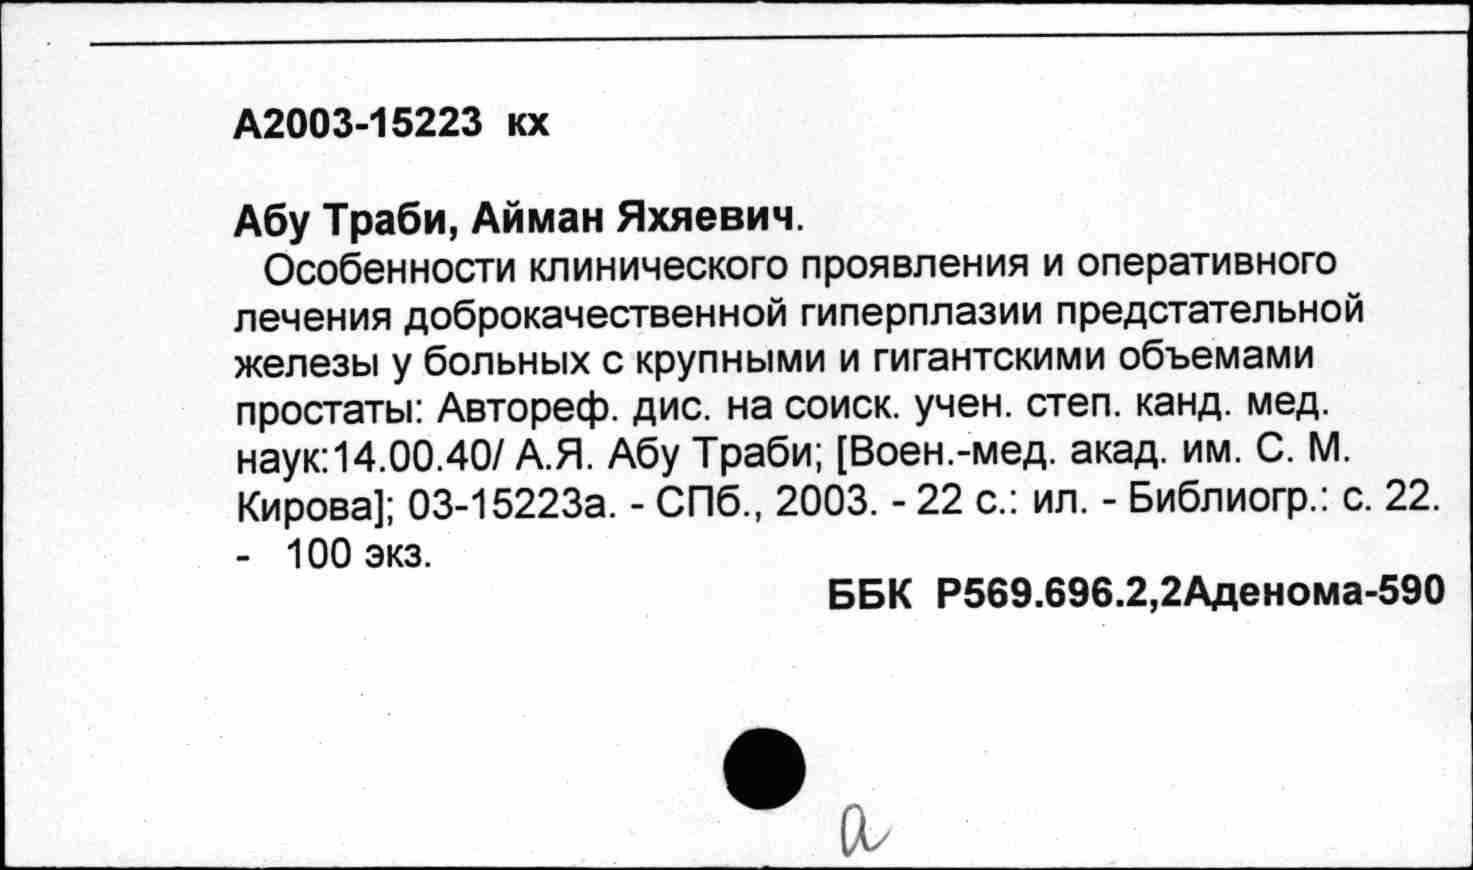 А2003-15223 кх
Абу Траби, Айман Яхяевич.
Особенности клинического проявления и оперативного
лечения доброкачественной гиперплазии предстательной
железы у больных с крупными и гигантскими объемами
простаты: Автореф. дис. на соиск. учен. степ. канд. мед.
наук:14.00.40/ А.Я. Абу Траби; [Воен.-мед. акад. им. С. М.
Кирова]; 03-15223а. - СПб., 2003. - 22 с.: ил. - Библиогр.: с. 22.
- 100 экз.
ББК Р569.696.2,2Аденома-590
а